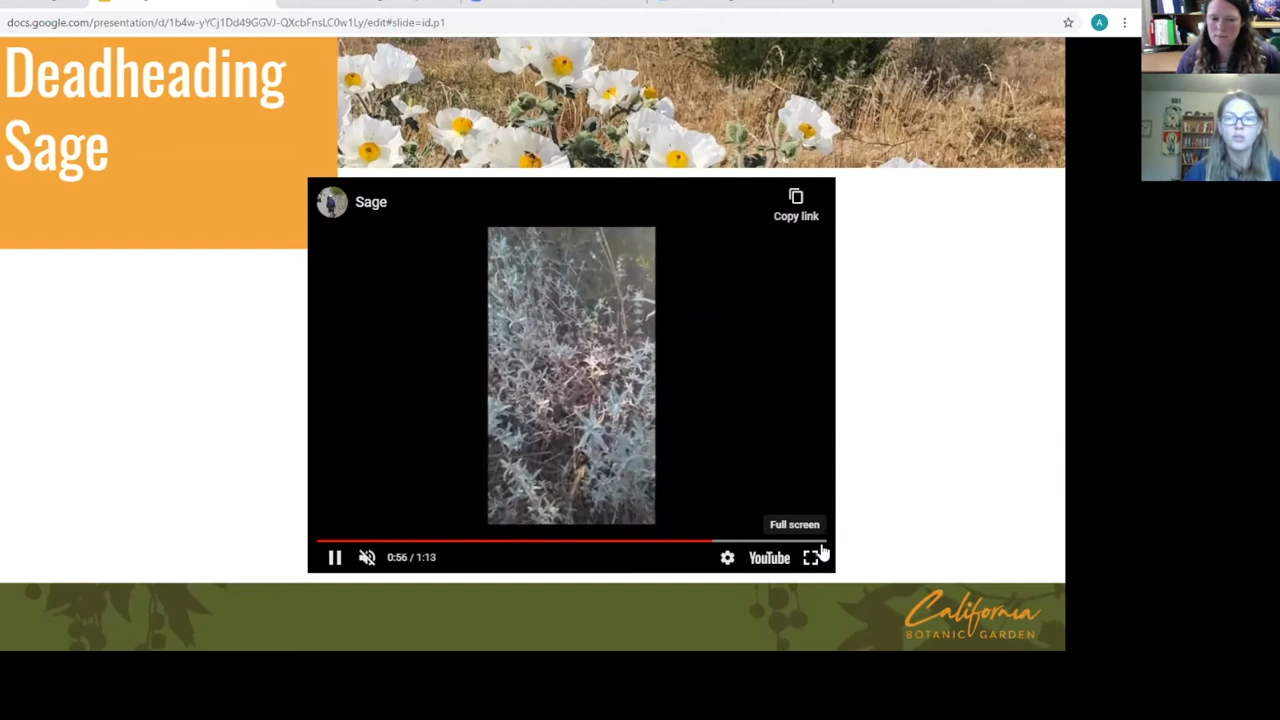 docs.google.com/presentation/d/1b4w-yYCj1Dd49GGVJ-QXcbFnsLC0w1Ly/edit#slide=id.p1
A
Deadheading
Sage
Sage
Copy link
Full screen
0:56 / 1:13
YouTube
California
BOTANIC GARDEN